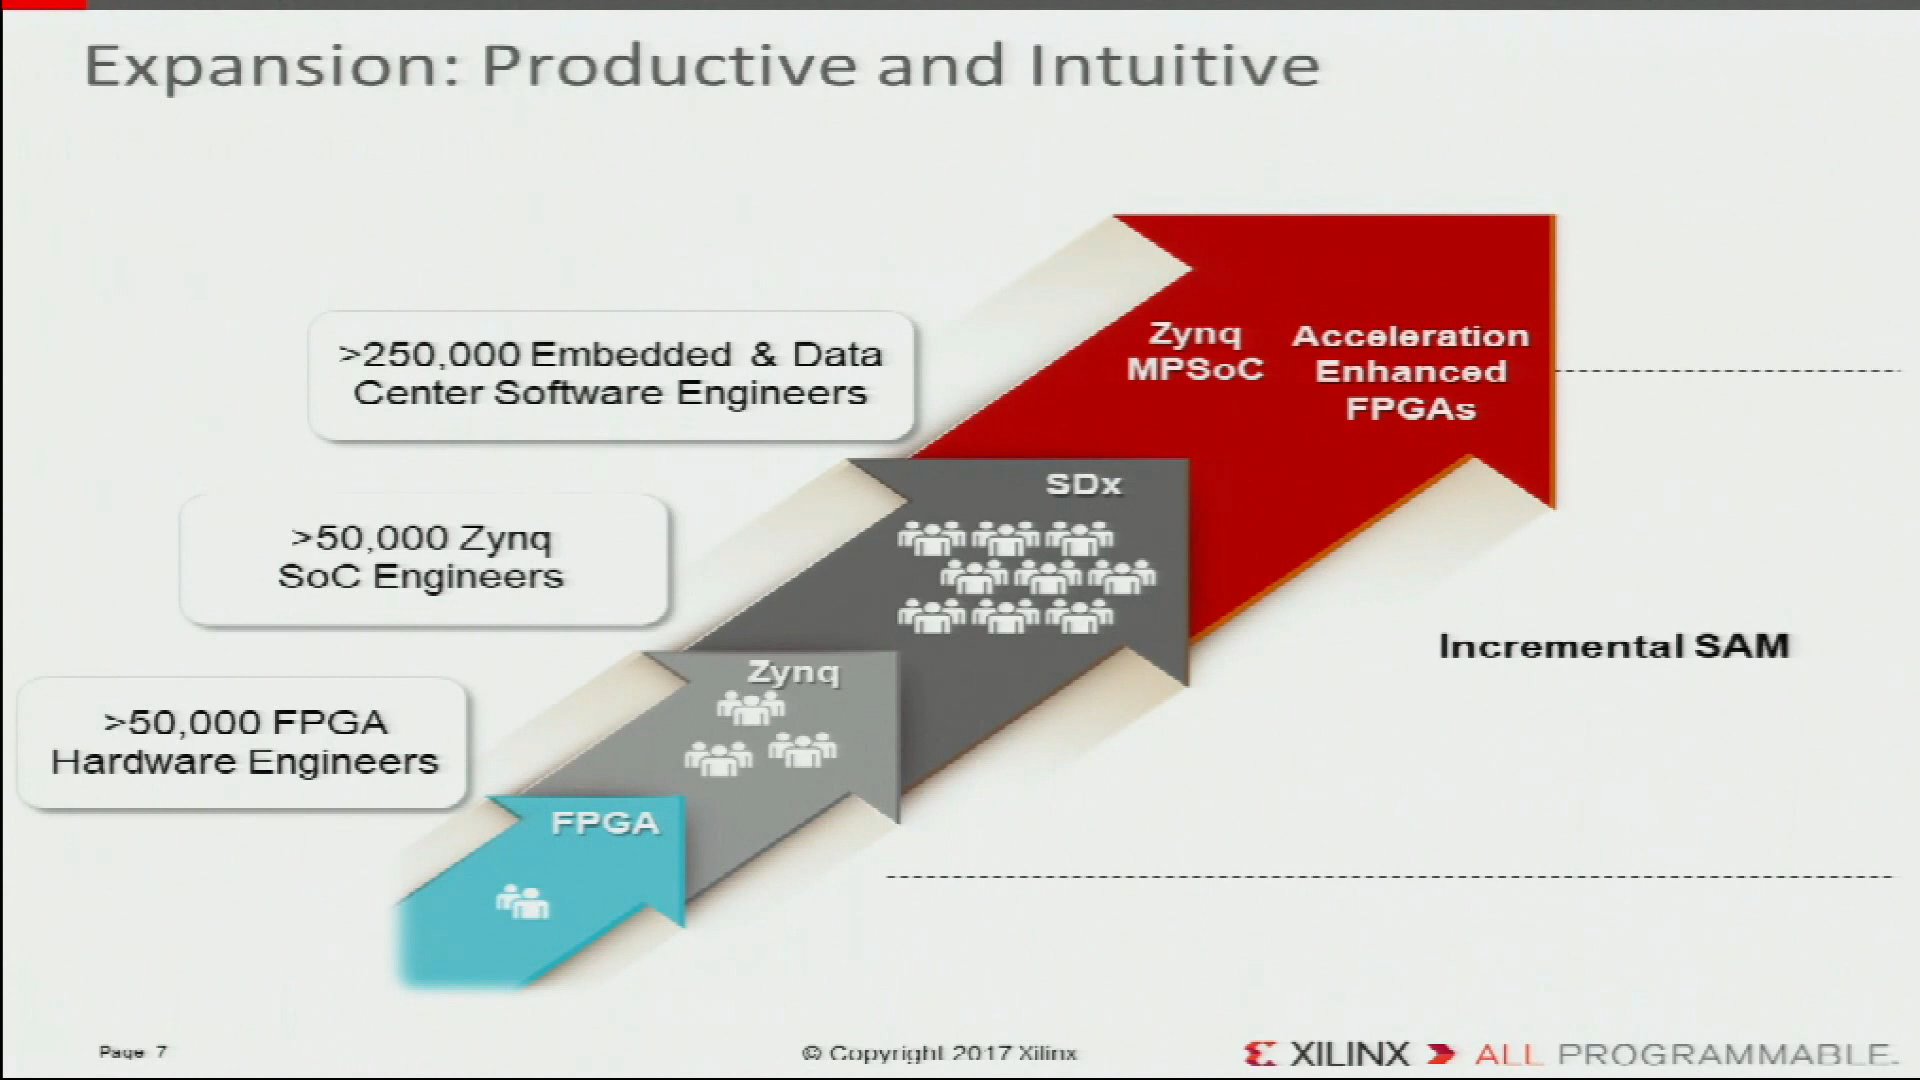 Expansion: Productive and Intuitive
>250,000 Embedded & Data
Center Software Engineers
>50,000 Zynq
SoC Engineers
>50,000 FPGA
Hardware Engineers
Zynq
MPSoC
Acceleration
Enhanced
FPGAs
SDx
Zynq
FPGA
Incremental SAM
Page 7
© Copyright 2017 Xilinx
XILINX ALL PROGRAMMABLE.